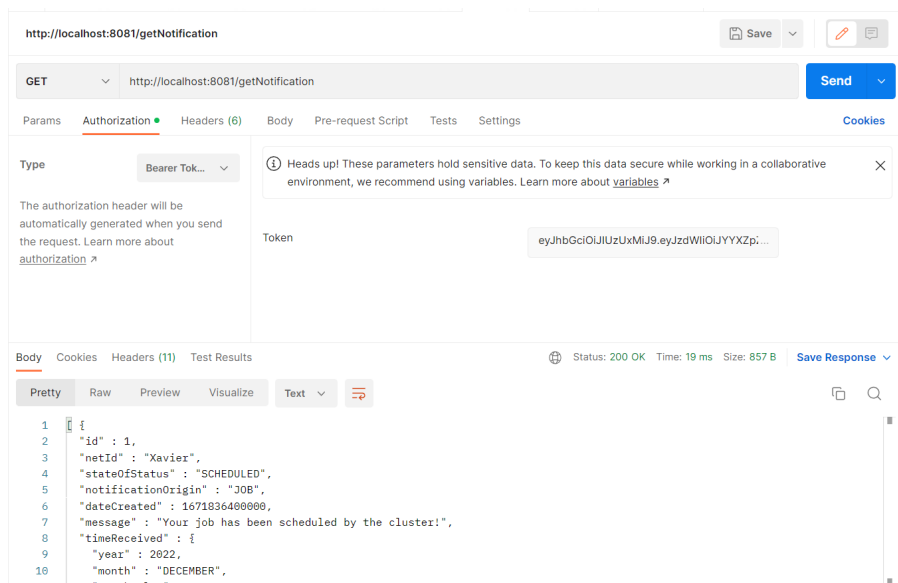 http://localhost:8081/getNotification
Save
GET
http://localhost:8081/getNotification
Send
Params Authorization Headers (6) Body Pre-request Script Tests Settings Cookies
Type
Bearer Tok...
Heads up! These parameters hold sensitive data. To keep this data secure while working in a collaborative
environment, we recommend using variables. Learn more about variables ↗
The authorization header will be
automatically generated when you send
the request. Learn more about
authorization ↗
Token
eyJhbGciOiJIUzUxMiJ9.eyJzdWIiOiJYYXZpZ...
Body Cookies Headers (11) Test Results
Status: 200 OK Time: 19 ms Size: 857 B Save Response
Pretty Raw Preview Visualize Text
1 [ {
2 "id" : 1,
3 "netId" : "Xavier",
4 "stateOfStatus" : "SCHEDULED",
5 "notificationOrigin" : "JOB",
6 "dateCreated" : 1671836400000,
7 "message" : "Your job has been scheduled by the cluster!",
8 "timeReceived" : {
9 "year" : 2022,
10 "month" : "DECEMBER",